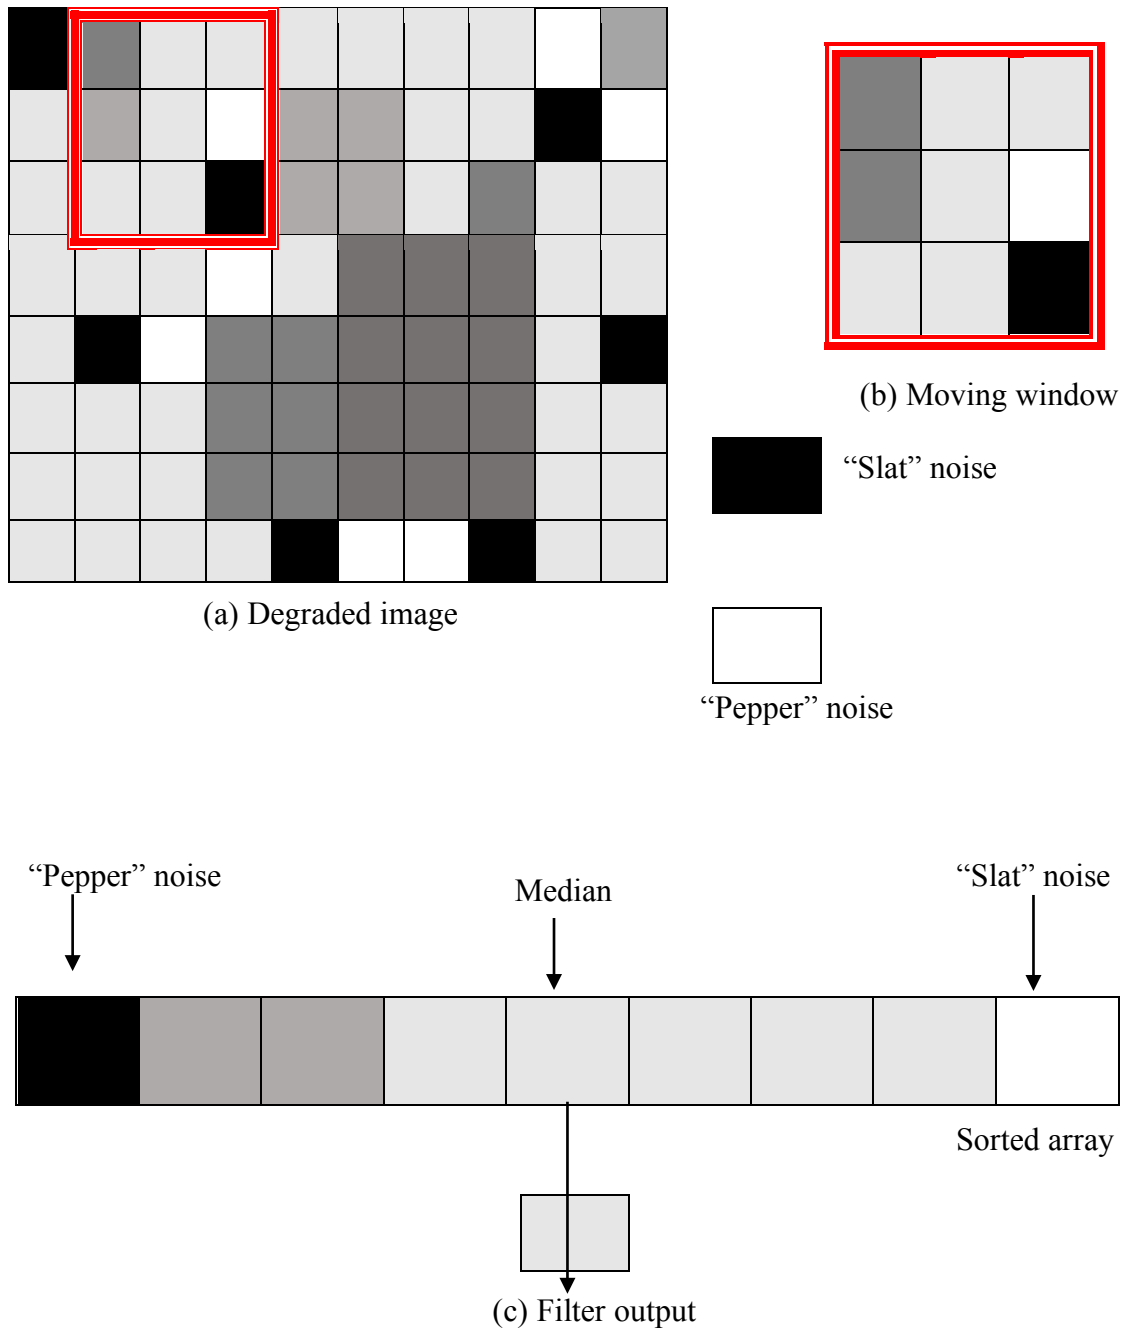 (b) Moving window
“Slat” noise
(a) Degraded image
“Pepper” noise
“Pepper” noise
Median
“Slat” noise
Sorted array
(c) Filter output